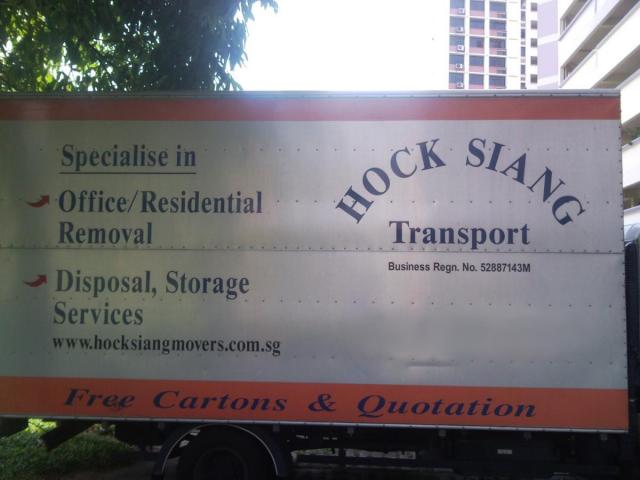 Specialise in
Office/Residential
Removal
Disposal, Storage
Services
www.hocksiangmovers.com.sg
HOCK SIANG
Transport
Business Regn. No. 52887143M
Free Cartons & Quotation